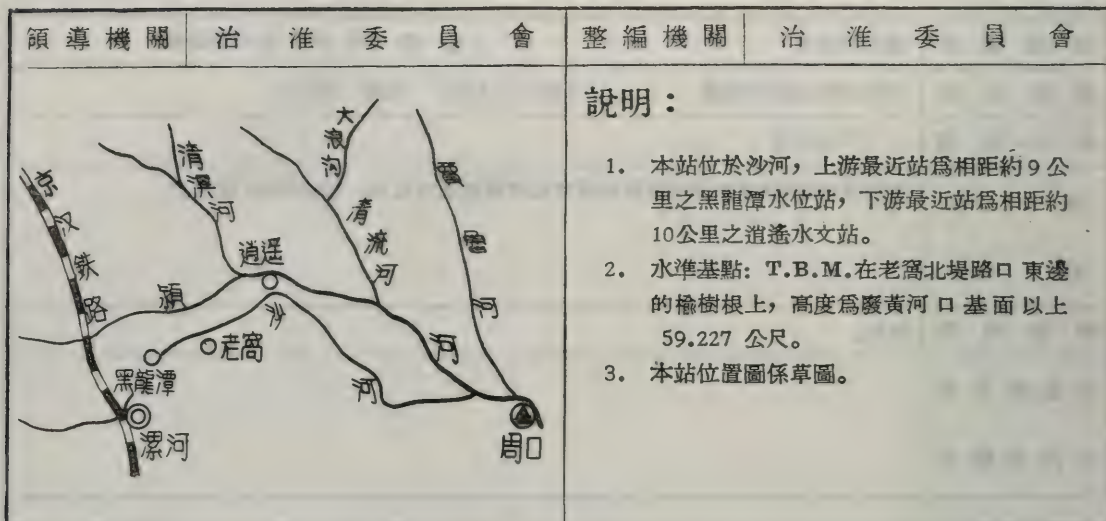 領導機關 治淮委員會 整編機關 治淮委員會
說明：
1. 本站位於沙河，上游最近站爲相距約9公
里之黑龍潭水位站，下游最近站爲相距約
10公里之逍遙水文站。
2. 水準基點: T.B.M.在老窩北堤路口東邊
的榆樹根上，高度爲廢黃河口基面以上
59.227 公尺。
3. 本站位置圖係草圖。
京汉鉄路
清潩河
大浪沟
清流河
賈魯河
逍遥
潁河
沙河
老窩
黑龍潭
漯河
周口